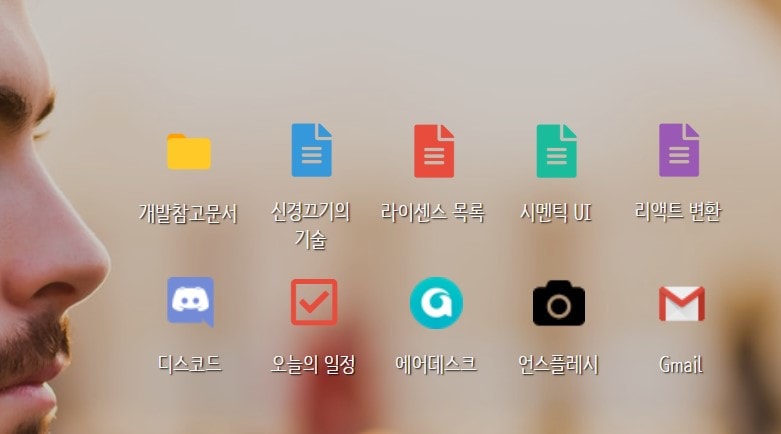 개발참고문서
신경끄기의
기술
라이센스 목록
시멘틱 UI
리액트 변환
디스코드
오늘의 일정
에어데스크
언스플래시
Gmail